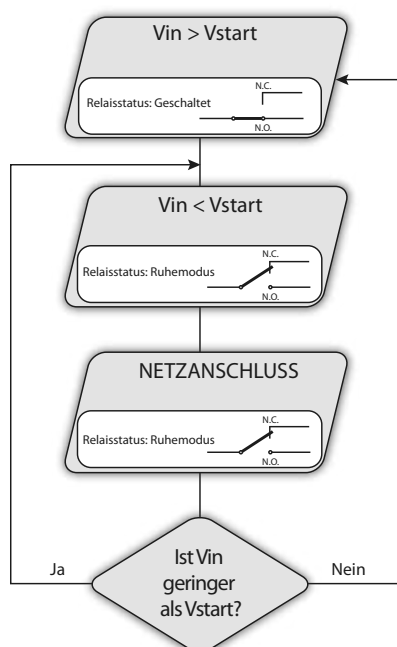 Vin > Vstart
N.C.
Relaisstatus: Geschaltet
N.O.
Vin < Vstart
N.C.
Relaisstatus: Ruhemodus
N.O.
NETZANSCHLUSS
N.C.
Relaisstatus: Ruhemodus
N.O.
Ja
Ist Vin
geringer
als Vstart?
Nein